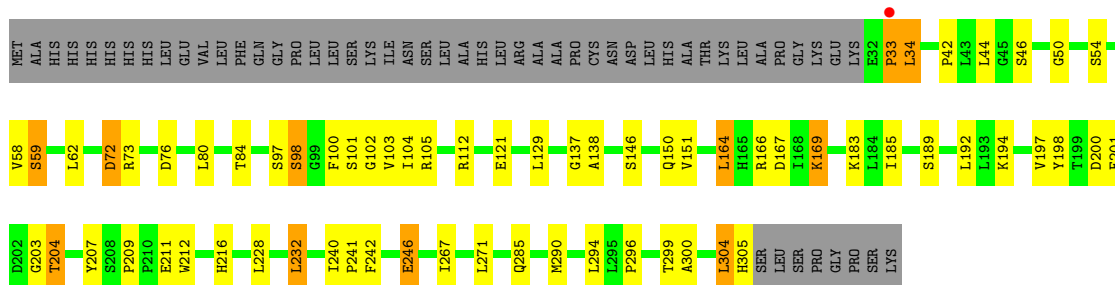 MET ALA HIS HIS HIS HIS HIS HIS LEU GLU VAL LEU PHE GLN GLY PRO LEU LEU SER LYS ILE ASN SER LEU ALA HIS LEU ARG ALA ALA PRO CYS ASN ASP LEU HIS ALA THR LYS LEU ALA PRO GLY LYS GLU LYS E32 P33 L34 P42 L43 L44 G45 S46 G50 S54
V58 S59 L62 D72 R73 D76 L80 T84 S97 S98 G99 F100 S101 G102 V103 I104 R105 R112 E121 L129 G137 A138 S146 Q150 V151 L164 H165 R166 D167 I168 K169 K183 L184 I185 S189 L192 L193 K194 V197 Y198 T199 D200 E201
D202 G203 T204 Y207 S208 P209 P210 E211 W212 H216 L228 L232 I240 P241 F242 E246 I267 L271 Q285 M290 L294 L295 P296 T299 A300 L304 H305 SER LEU SER PRO GLY PRO SER LYS